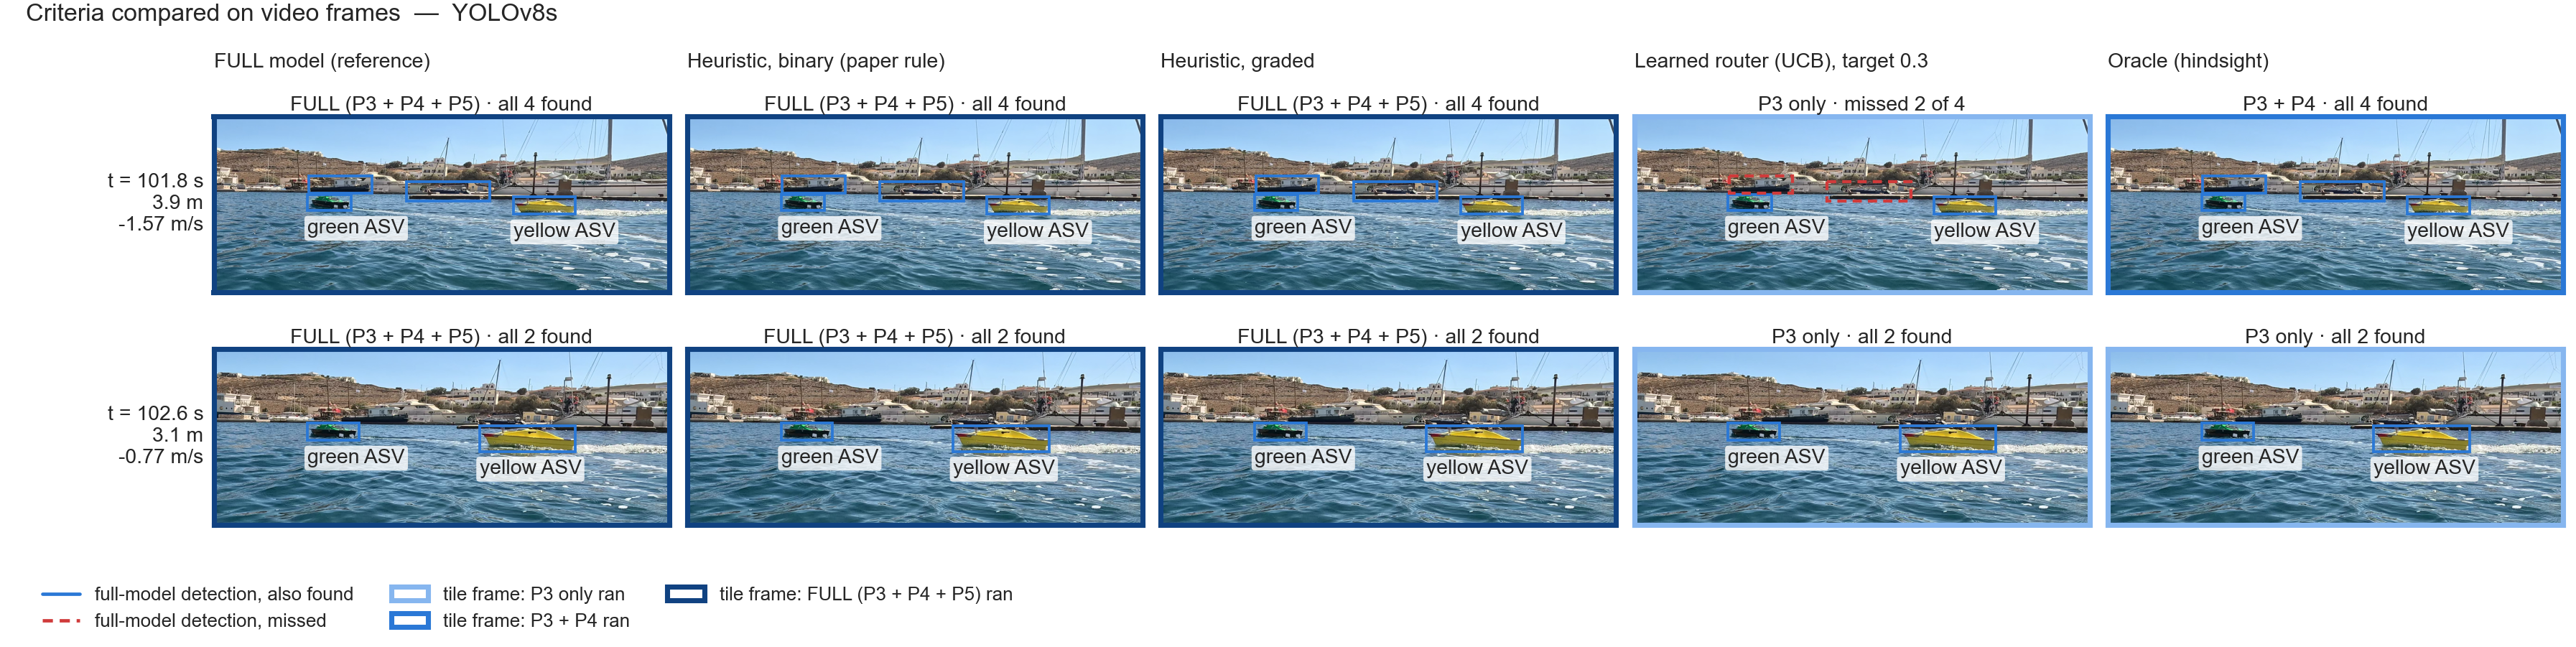 Criteria compared on video frames — YOLOv8s
FULL model (reference)
Heuristic, binary (paper rule)
Heuristic, graded
Learned router (UCB), target 0.3
Oracle (hindsight)
FULL (P3 + P4 + P5) · all 4 found
FULL (P3 + P4 + P5) · all 4 found
FULL (P3 + P4 + P5) · all 4 found
P3 only · missed 2 of 4
P3 + P4 · all 4 found
t = 101.8 s
3.9 m
-1.57 m/s
green ASV
yellow ASV
green ASV
yellow ASV
green ASV
yellow ASV
green ASV
yellow ASV
green ASV
yellow ASV
FULL (P3 + P4 + P5) · all 2 found
FULL (P3 + P4 + P5) · all 2 found
FULL (P3 + P4 + P5) · all 2 found
P3 only · all 2 found
P3 only · all 2 found
t = 102.6 s
3.1 m
-0.77 m/s
green ASV
yellow ASV
green ASV
yellow ASV
green ASV
yellow ASV
green ASV
yellow ASV
green ASV
yellow ASV
full-model detection, also found
full-model detection, missed
tile frame: P3 only ran
tile frame: P3 + P4 ran
tile frame: FULL (P3 + P4 + P5) ran